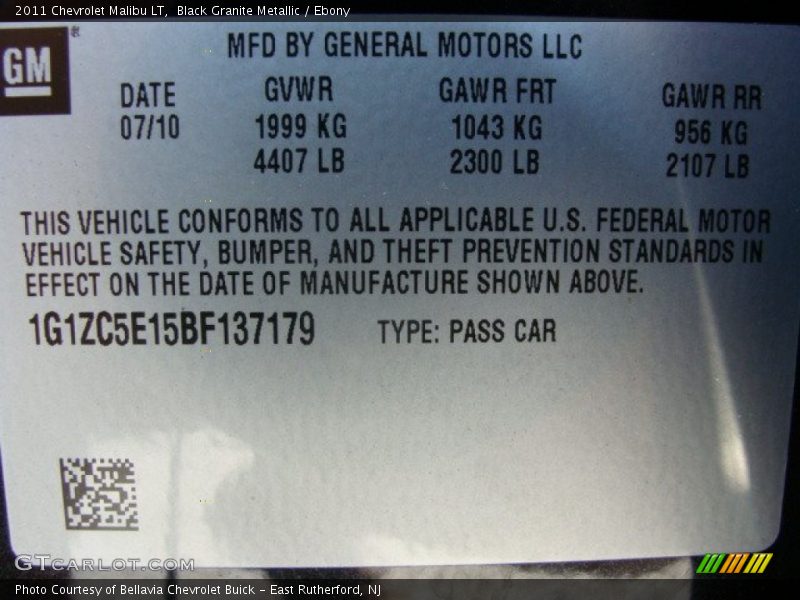 2011 Chevrolet Malibu LT,  Black Granite Metallic / Ebony
GM®
MFD BY GENERAL MOTORS LLC
DATE GVWR GAWR FRT GAWR RR
07/10 1999 KG 1043 KG 956 KG
4407 LB 2300 LB 2107 LB
THIS VEHICLE CONFORMS TO ALL APPLICABLE U.S. FEDERAL MOTOR
VEHICLE SAFETY, BUMPER, AND THEFT PREVENTION STANDARDS IN
EFFECT ON THE DATE OF MANUFACTURE SHOWN ABOVE.
1G1ZC5E15BF137179 TYPE: PASS CAR
GTCARLOT.COM
Photo Courtesy of Bellavia Chevrolet Buick - East Rutherford, NJ